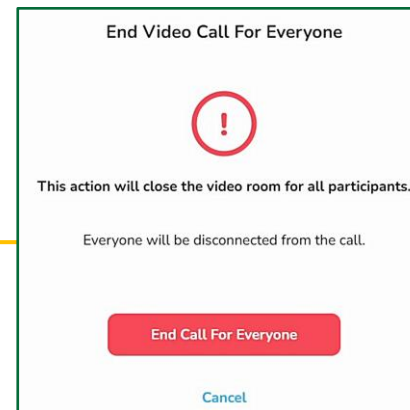 End Video Call For Everyone
!
This action will close the video room for all participants.
Everyone will be disconnected from the call.
End Call For Everyone
Cancel